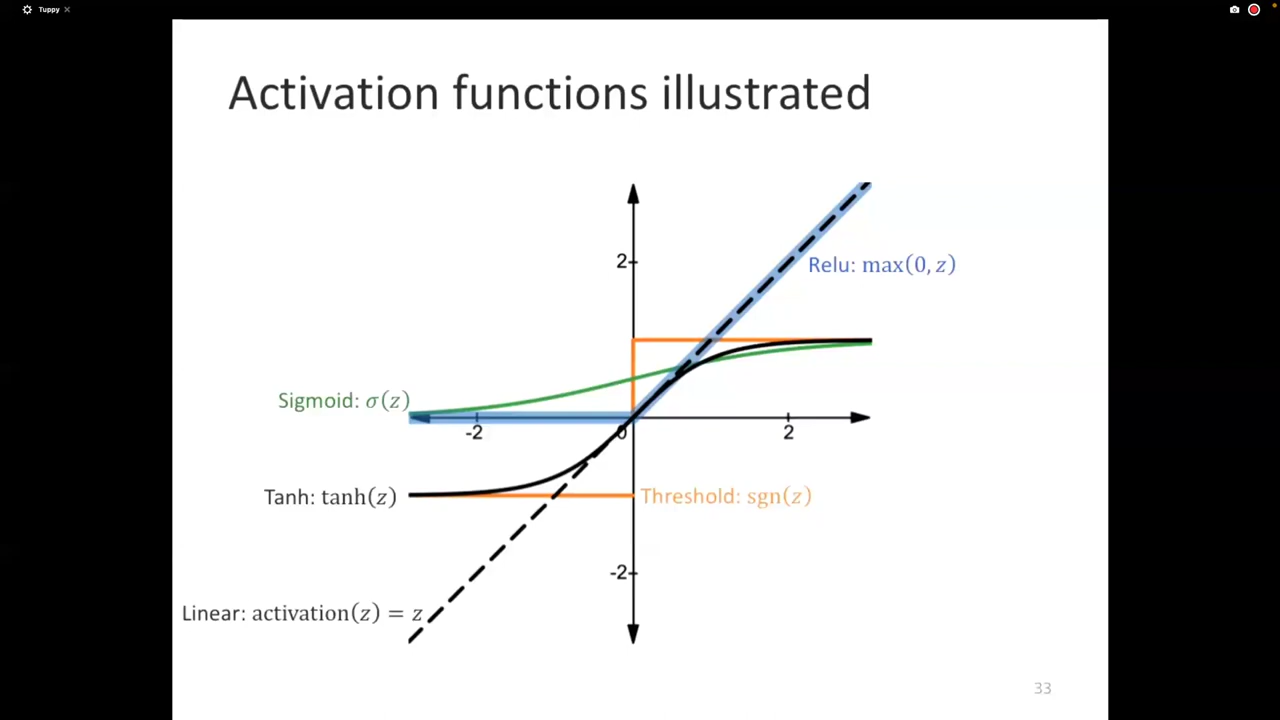 Tuppy
Activation functions illustrated
2
Relu: max(0, z)
Sigmoid: σ(z)
-2
0
2
Tanh: tanh(z)
Threshold: sgn(z)
-2
Linear: activation(z) = z
33